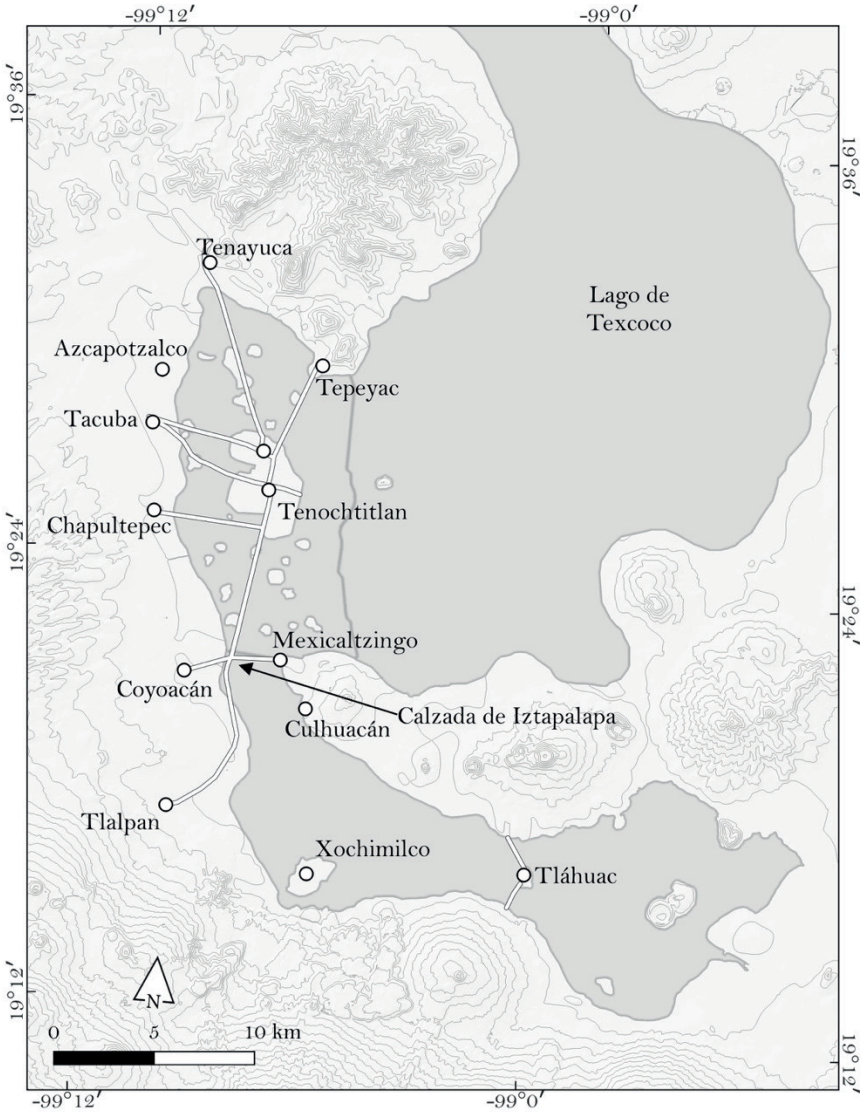 -99°12′
-99°0′
19°36′
19°36′
Tenayuca
Lago de
Texcoco
Azcapotzalco
Tepeyac
Tacuba
Tenochtitlan
Chapultepec
19°24′
19°24′
Mexicaltzingo
Coyoacán
Culhuacán
Calzada de Iztapalapa
Tlalpan
Xochimilco
Tláhuac
19°12′
N
0
5
10 km
19°12′
-99°12′
-99°0′